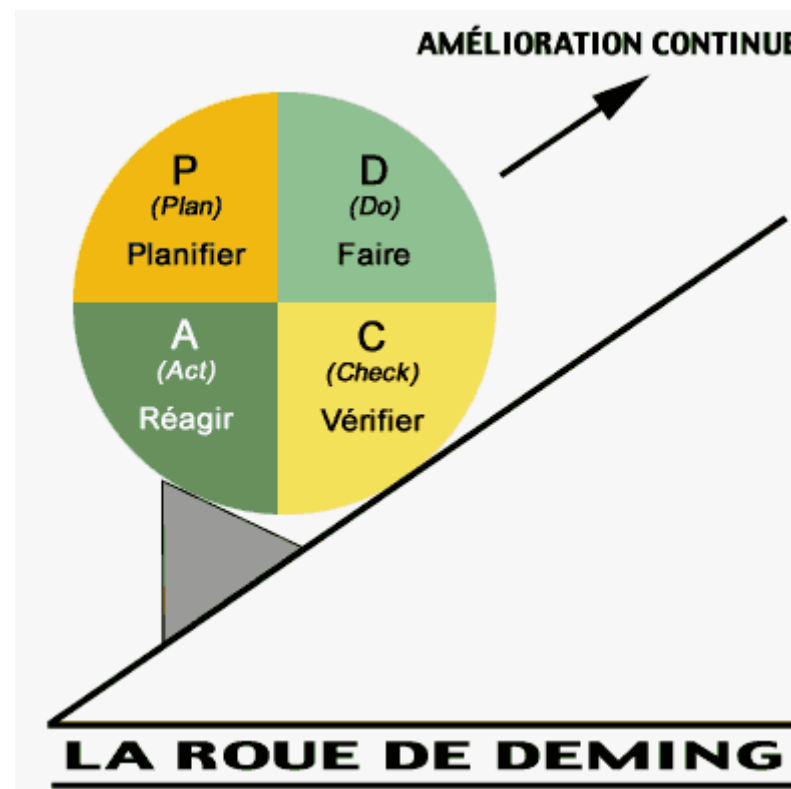 AMÉLIORATION CONTINUE
P
(Plan)
Planifier
D
(Do)
Faire
A
(Act)
Réagir
C
(Check)
Vérifier
LA ROUE DE DEMING